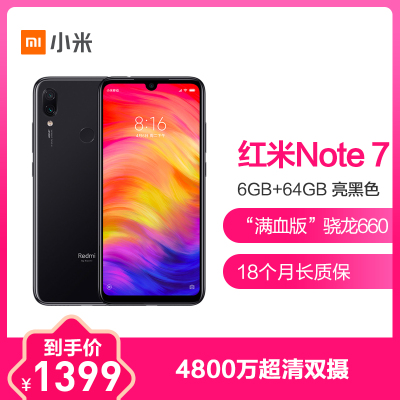 小米
红米Note 7
6GB+64GB 亮黑色
“满血版”骁龙660
18个月长质保
8:16
Redmi
到手价
¥1399
4800万超清双摄